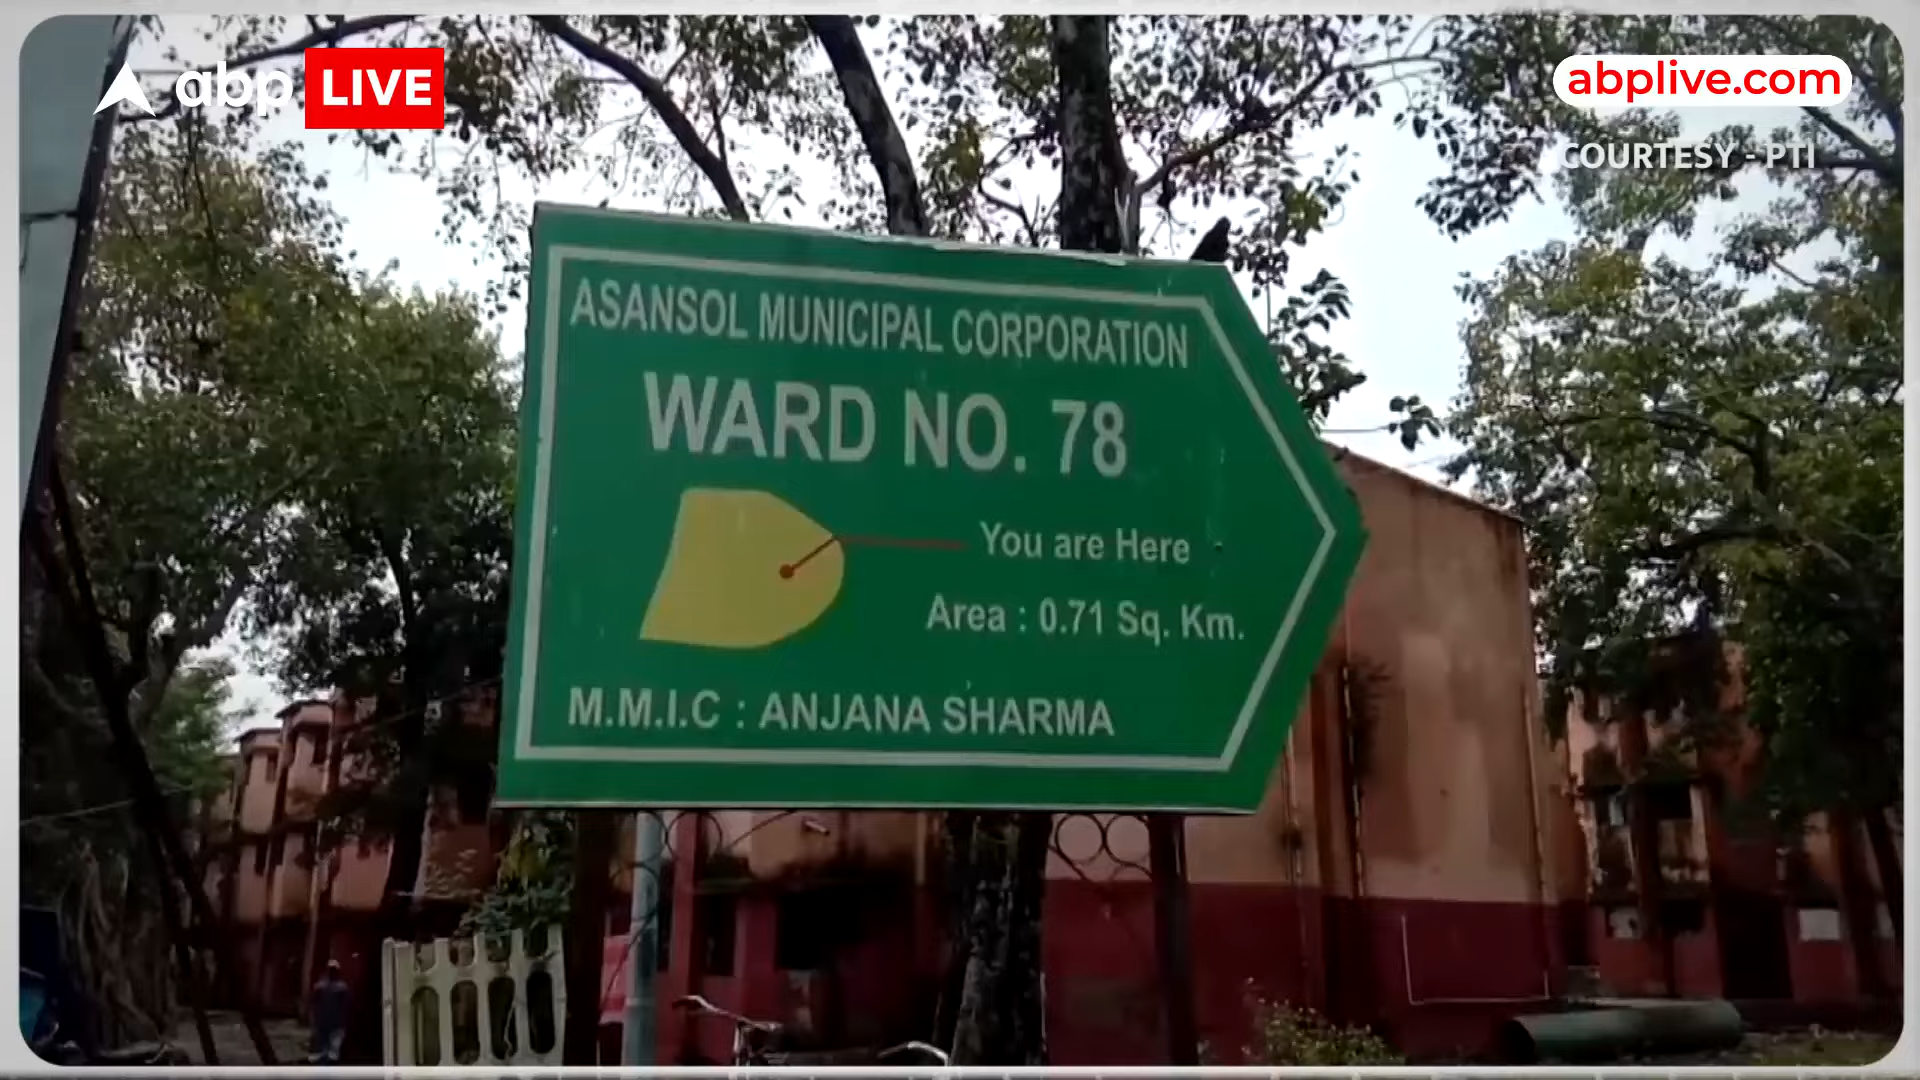 abp LIVE
abplive.com
COURTESY - PTI
ASANSOL MUNICIPAL CORPORATION
WARD NO. 78
You are Here
Area : 0.71 Sq. Km.
M.M.I.C : ANJANA SHARMA